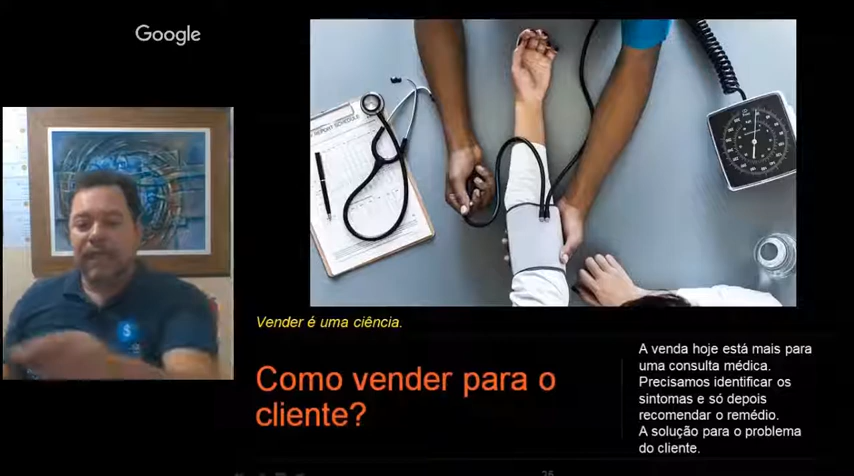 Google
Vender é uma ciência.
Como vender para o
cliente?
A venda hoje está mais para
uma consulta médica.
Precisamos identificar os
sintomas e só depois
recomendar o remédio.
A solução para o problema
do cliente.